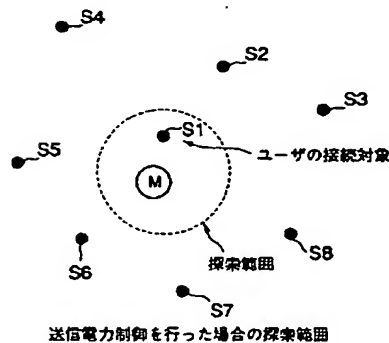 S4
S2
S3
S1
ユーザの接続対象
S5
M
探索範囲
S6
S8
S7
送信電力制御を行った場合の探索範囲